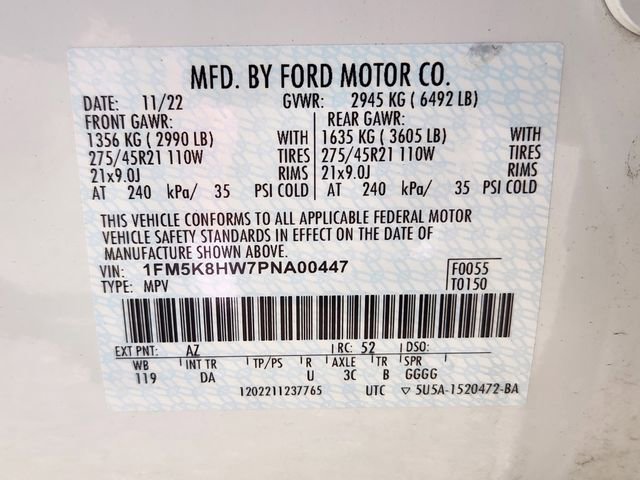 MFD. BY FORD MOTOR CO.
DATE: 11/22 GVWR: 2945 KG ( 6492 LB)
FRONT GAWR: REAR GAWR:
1356 KG ( 2990 LB) WITH 1635 KG ( 3605 LB) WITH
275/45R21 110W TIRES 275/45R21 110W TIRES
21x9.0J RIMS 21x9.0J RIMS
AT 240 kPa/ 35 PSI COLD AT 240 kPa/ 35 PSI COLD
THIS VEHICLE CONFORMS TO ALL APPLICABLE FEDERAL MOTOR
VEHICLE SAFETY STANDARDS IN EFFECT ON THE DATE OF
MANUFACTURE SHOWN ABOVE.
VIN: 1FM5K8HW7PNA00447 F0055
TYPE: MPV T0150
EXT PNT: AZ RC: 52 DSO:
WB INT TR TP/PS R AXLE TR SPR
119 DA U 3C B GGGG
1202211237765 UTC ▽ 5U5A-1520472-BA